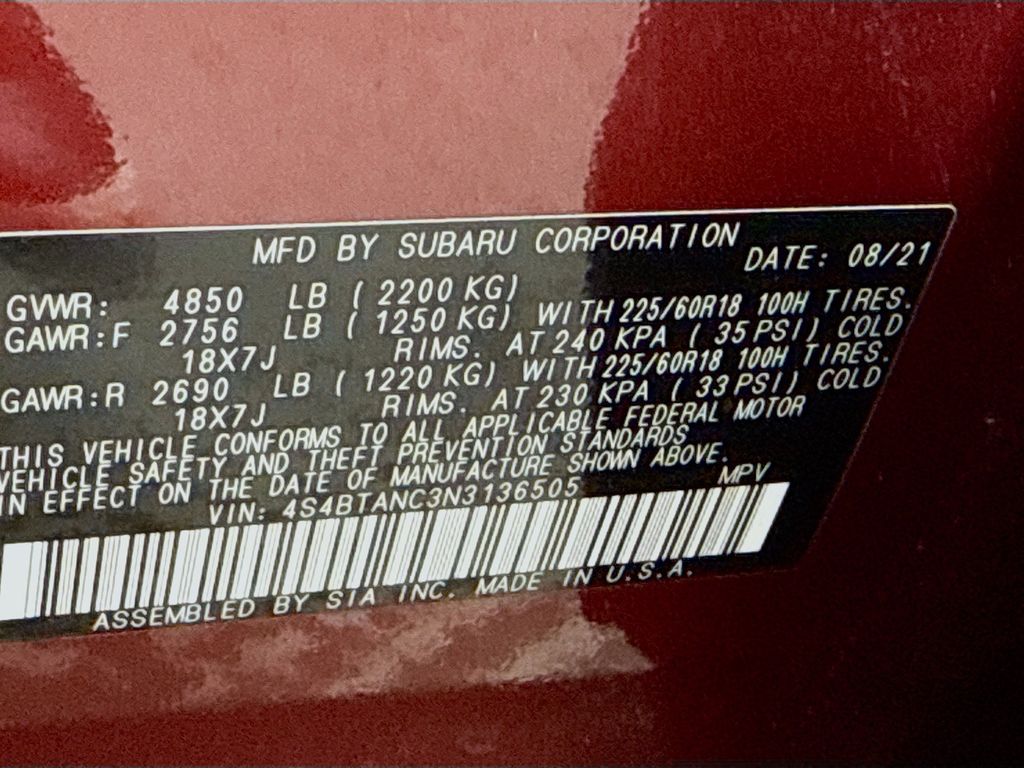 MFD BY SUBARU CORPORATION
DATE: 08/21
GVWR: 4850 LB ( 2200 KG)
GAWR:F 2756 LB ( 1250 KG) WITH 225/60R18 100H TIRES.
18X7J RIMS. AT 240 KPA ( 35 PSI) COLD
GAWR:R 2690 LB ( 1220 KG) WITH 225/60R18 100H TIRES.
18X7J RIMS. AT 230 KPA ( 33 PSI) COLD
THIS VEHICLE CONFORMS TO ALL APPLICABLE FEDERAL MOTOR
VEHICLE SAFETY AND THEFT PREVENTION STANDARDS
IN EFFECT ON THE DATE OF MANUFACTURE SHOWN ABOVE.
VIN: 4S4BTANC3N3136505 MPV
ASSEMBLED BY SIA INC. MADE IN U.S.A.